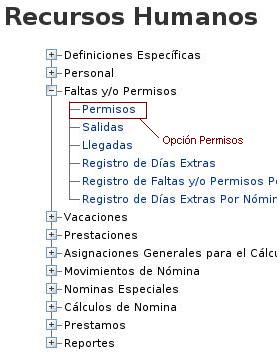 Recursos Humanos
Definiciones Específicas
Personal
Faltas y/o Permisos
Permisos
Opción Permisos
Salidas
Llegadas
Registro de Días Extras
Registro de Faltas y/o Permisos P
Registro de Días Extras Por Nómin
Vacaciones
Prestaciones
Asignaciones Generales para el Cálcu
Movimientos de Nómina
Nominas Especiales
Cálculos de Nomina
Prestamos
Reportes